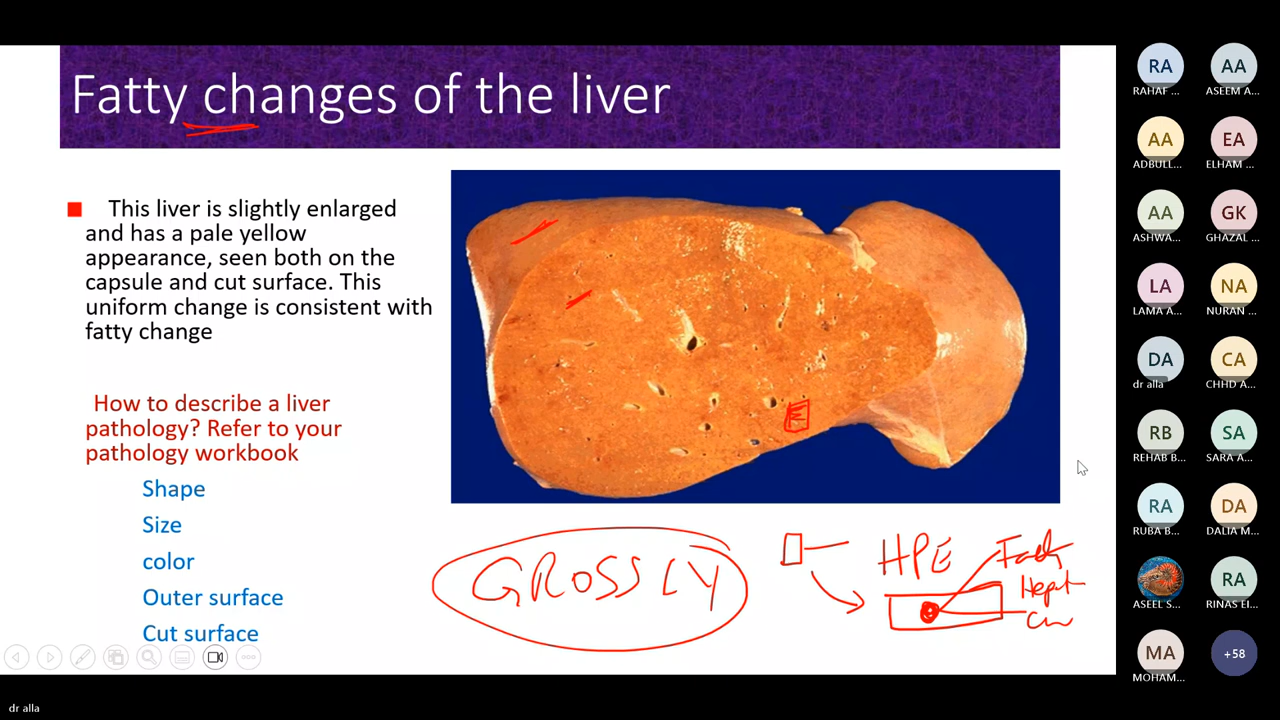 Fatty changes of the liver
This liver is slightly enlarged
and has a pale yellow
appearance, seen both on the
capsule and cut surface. This
uniform change is consistent with
fatty change
How to describe a liver
pathology? Refer to your
pathology workbook
Shape
Size
color
Outer surface
Cut surface
GROSSLY
HPE
Fatty
Hepat
RA
RAHAF ...
AA
ASEEM A...
AA
ADBULL...
EA
ELHAM ...
AA
ASHWA...
GK
GHAZAL ...
LA
LAMA A...
NA
NURAN ...
DA
dr alla
CA
CHHD A...
RB
REHAB B...
SA
SARA A...
RA
RUBA B...
DA
DALIA M...
ASEEL S...
RA
RINAS EI...
MA
MOHAM...
+58
dr alla